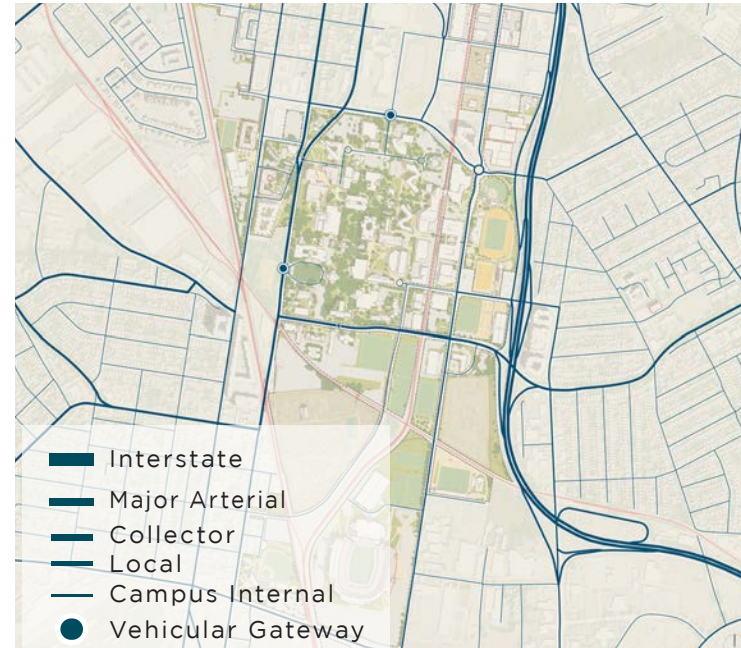 Interstate
Major Arterial
Collector
Local
Campus Internal
Vehicular Gateway